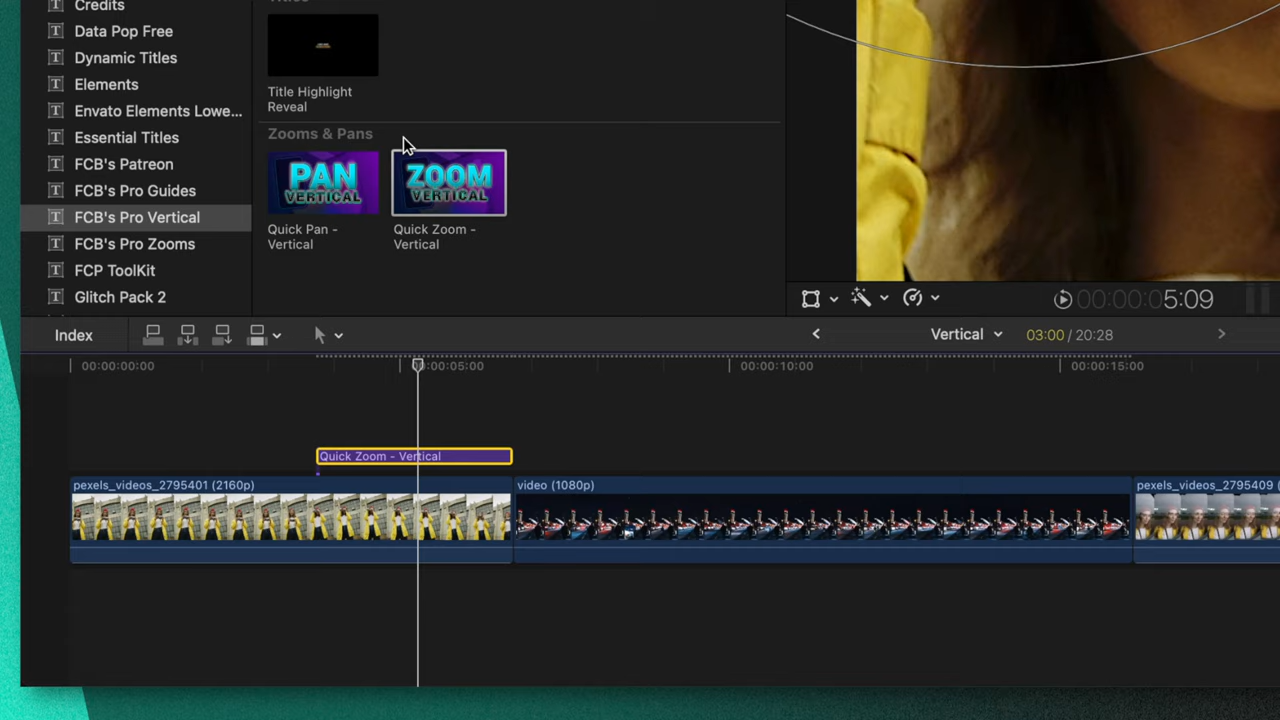 Credits
Data Pop Free
Dynamic Titles
Elements
Envato Elements Lowe...
Essential Titles
FCB's Patreon
FCB's Pro Guides
FCB's Pro Vertical
FCB's Pro Zooms
FCP ToolKit
Glitch Pack 2
Titles
Title Highlight
Reveal
Zooms & Pans
PAN
VERTICAL
Quick Pan -
Vertical
ZOOM
VERTICAL
Quick Zoom -
Vertical
00:00:00:05:09
Index
Vertical
03:00 / 20:28
00:00:00:00
00:00:05:00
00:00:10:00
00:00:15:00
Quick Zoom - Vertical
pexels_videos_2795401 (2160p)
video (1080p)
pexels_videos_2795409 (